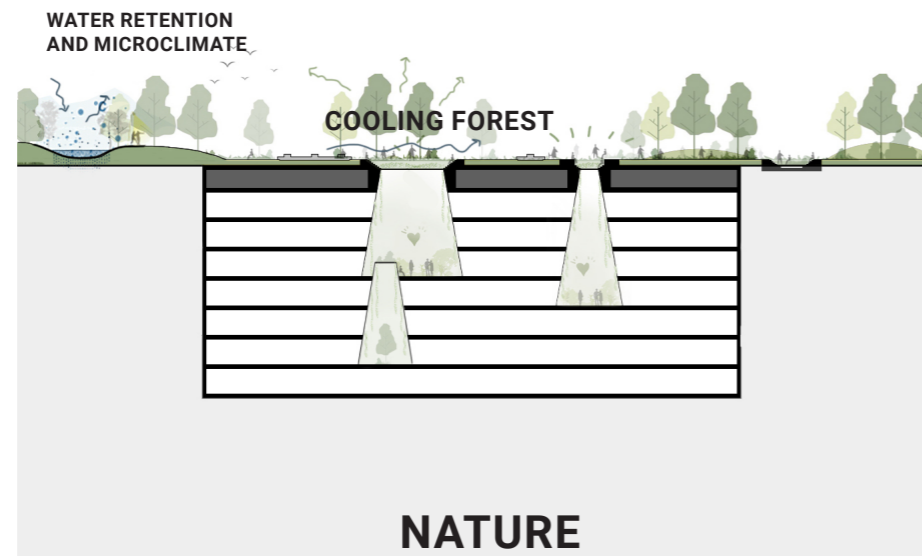 WATER RETENTION
AND MICROCLIMATE
COOLING FOREST
NATURE